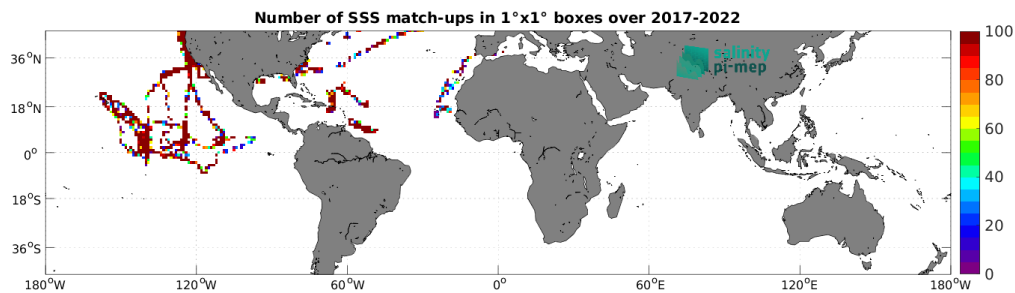 Number of SSS match-ups in 1°x1° boxes over 2017-2022
36°N
18°N
0°
18°S
36°S
180°W
120°W
60°W
0°
60°E
120°E
180°W
salinity
pi-mep
100
80
60
40
20
0